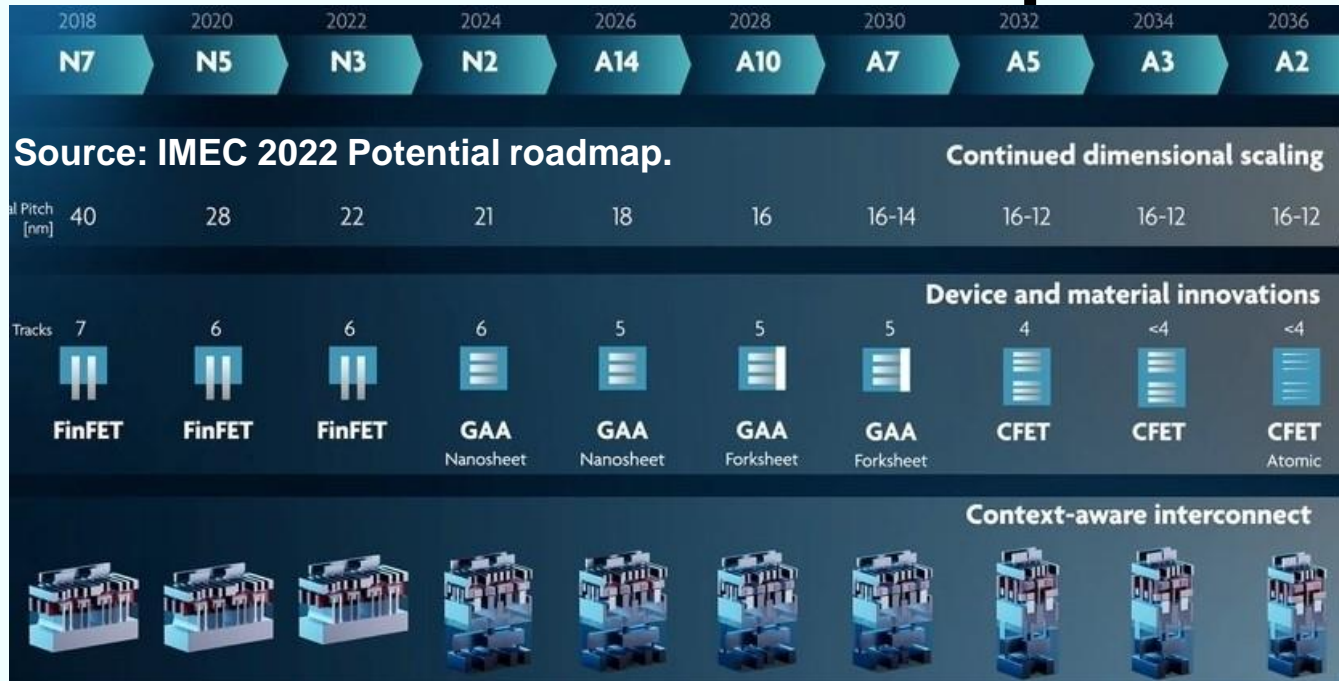 2018 2020 2022 2024 2026 2028 2030 2032 2034 2036
N7 N5 N3 N2 A14 A10 A7 A5 A3 A2
Source: IMEC 2022 Potential roadmap.
Continued dimensional scaling
al Pitch
[nm] 40 28 22 21 18 16 16-14 16-12 16-12 16-12
Device and material innovations
Tracks 7 6 6 6 5 5 5 4 <4 <4
FinFET FinFET FinFET GAA GAA GAA GAA CFET CFET CFET
Nanosheet Nanosheet Forksheet Forksheet Atomic
Context-aware interconnect